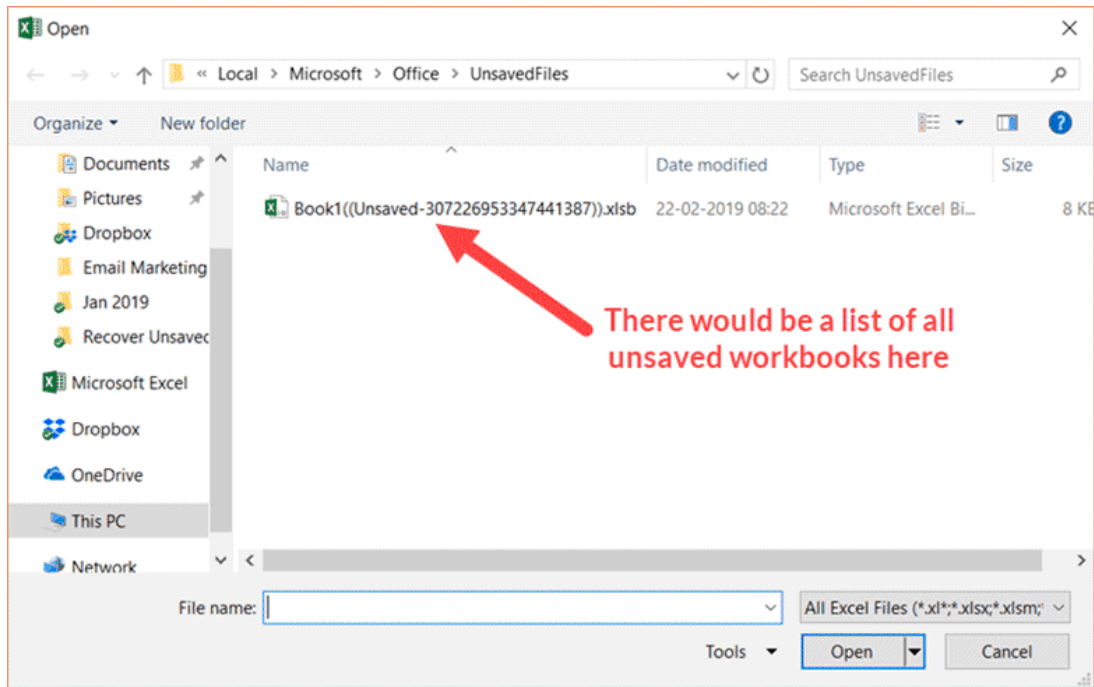 Open
« Local > Microsoft > Office > UnsavedFiles
Search UnsavedFiles
Organize
New folder
Name
Date modified
Type
Size
Documents
Pictures
Dropbox
Email Marketing
Jan 2019
Recover Unsaved
Microsoft Excel
Dropbox
OneDrive
This PC
Network
Book1((Unsaved-307226953347441387)).xlsb 22-02-2019 08:22 Microsoft Excel Bi... 8 KB
There would be a list of all
unsaved workbooks here
File name:
All Excel Files (*.xl*;*.xlsx;*.xlsm;
Tools
Open
Cancel